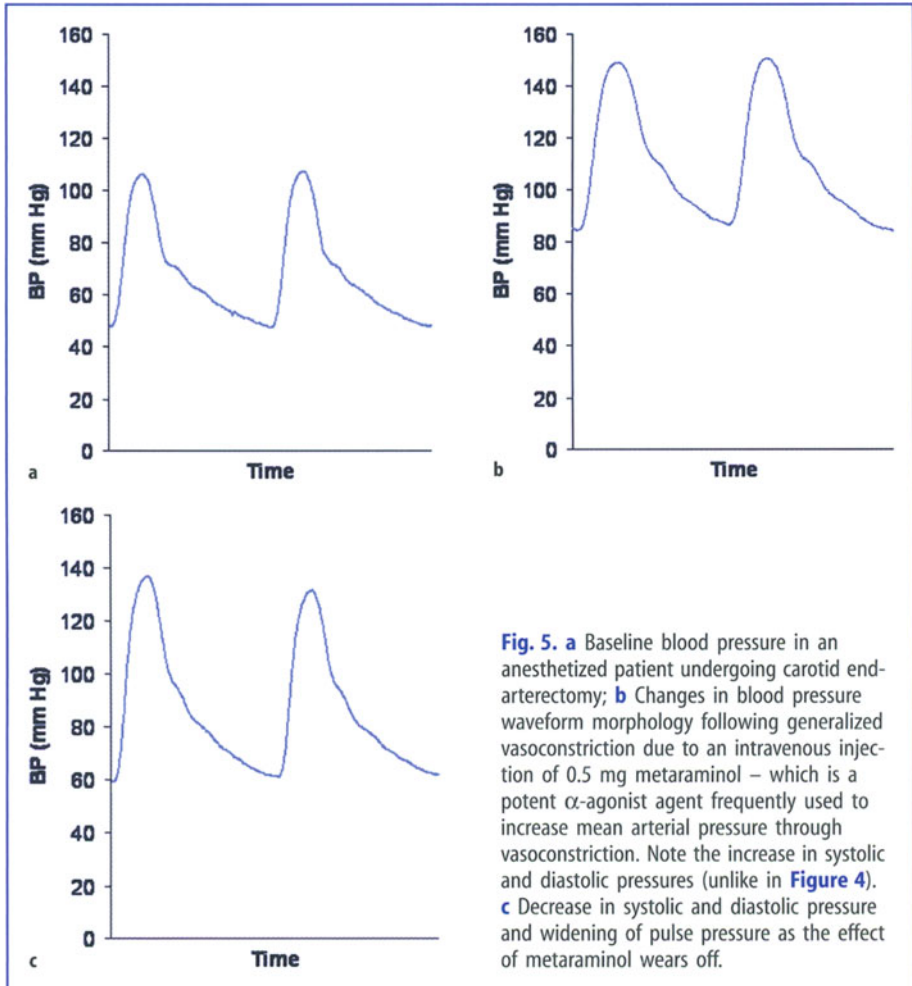 160
140
120
100
80
60
40
20
0
BP (mm Hg)
Time
a
160
140
120
100
80
60
40
20
0
BP (mm Hg)
Time
b
160
140
120
100
80
60
40
20
0
BP (mm Hg)
Time
c
Fig. 5. a Baseline blood pressure in an
anesthetized patient undergoing carotid end-
arterectomy; b Changes in blood pressure
waveform morphology following generalized
vasoconstriction due to an intravenous injec-
tion of 0.5 mg metaraminol – which is a
potent α-agonist agent frequently used to
increase mean arterial pressure through
vasoconstriction. Note the increase in systolic
and diastolic pressures (unlike in Figure 4).
c Decrease in systolic and diastolic pressure
and widening of pulse pressure as the effect
of metaraminol wears off.